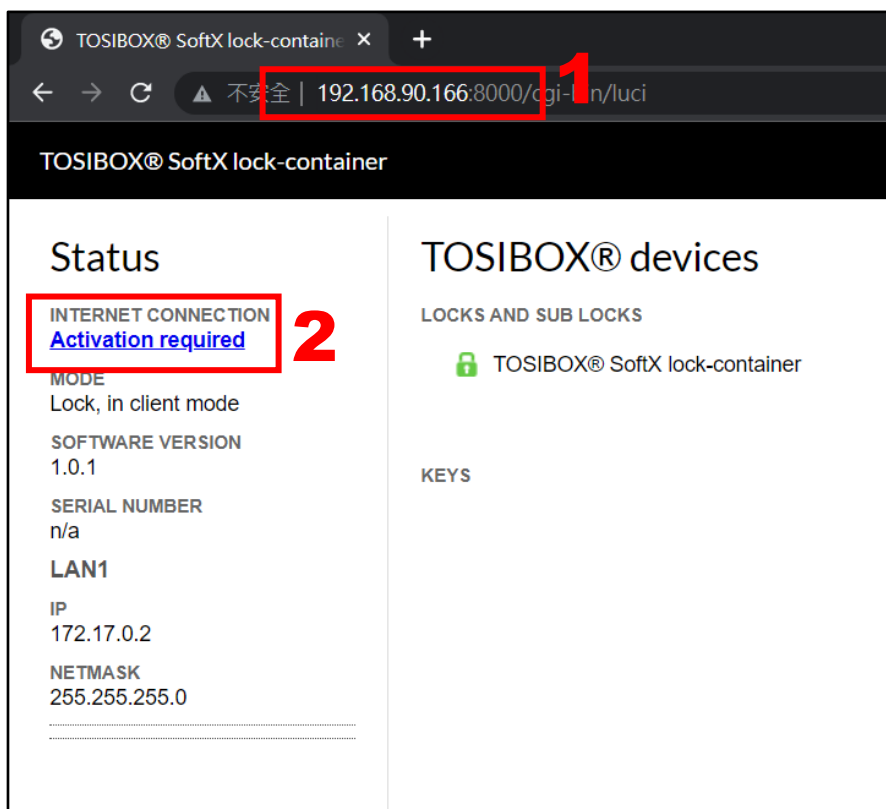 TOSIBOX® SoftX lock-containe
不安全 | 192.168.90.166:8000/cgi-bin/luci
1
TOSIBOX® SoftX lock-container
Status
INTERNET CONNECTION
Activation required
2
MODE
Lock, in client mode
SOFTWARE VERSION
1.0.1
SERIAL NUMBER
n/a
LAN1
IP
172.17.0.2
NETMASK
255.255.255.0
TOSIBOX® devices
LOCKS AND SUB LOCKS
TOSIBOX® SoftX lock-container
KEYS